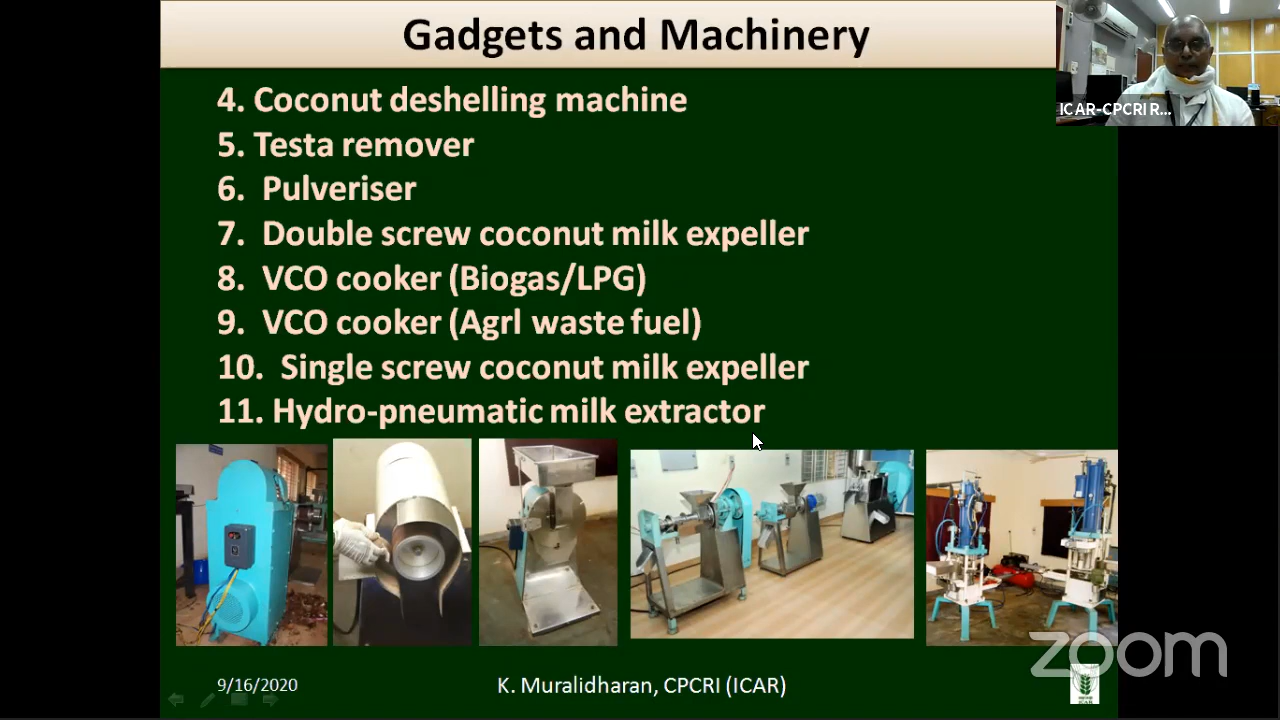 Gadgets and Machinery
ICAR-CPCRI R...
4. Coconut deshelling machine
5. Testa remover
6. Pulveriser
7. Double screw coconut milk expeller
8. VCO cooker (Biogas/LPG)
9. VCO cooker (Agrl waste fuel)
10. Single screw coconut milk expeller
11. Hydro-pneumatic milk extractor
9/16/2020
K. Muralidharan, CPCRI (ICAR)
zoom
ICAR